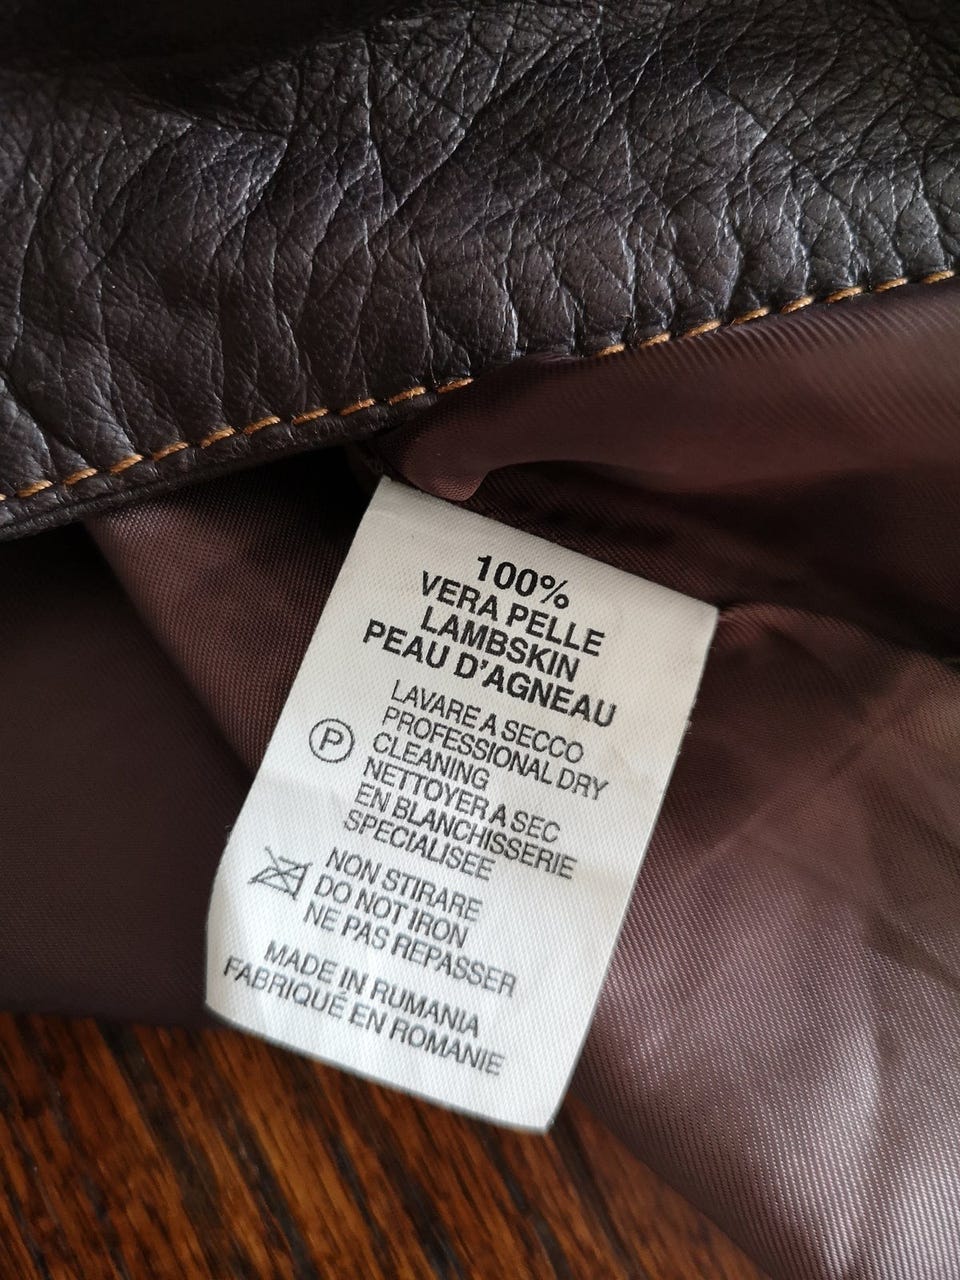 100%
VERA PELLE
LAMBSKIN
PEAU D'AGNEAU
LAVARE A SECCO
PROFESSIONAL DRY
P
CLEANING
NETTOYER A SEC
EN BLANCHISSERIE
SPECIALISEE
NON STIRARE
DO NOT IRON
NE PAS REPASSER
MADE IN RUMANIA
FABRIQUÉ EN ROMANIE